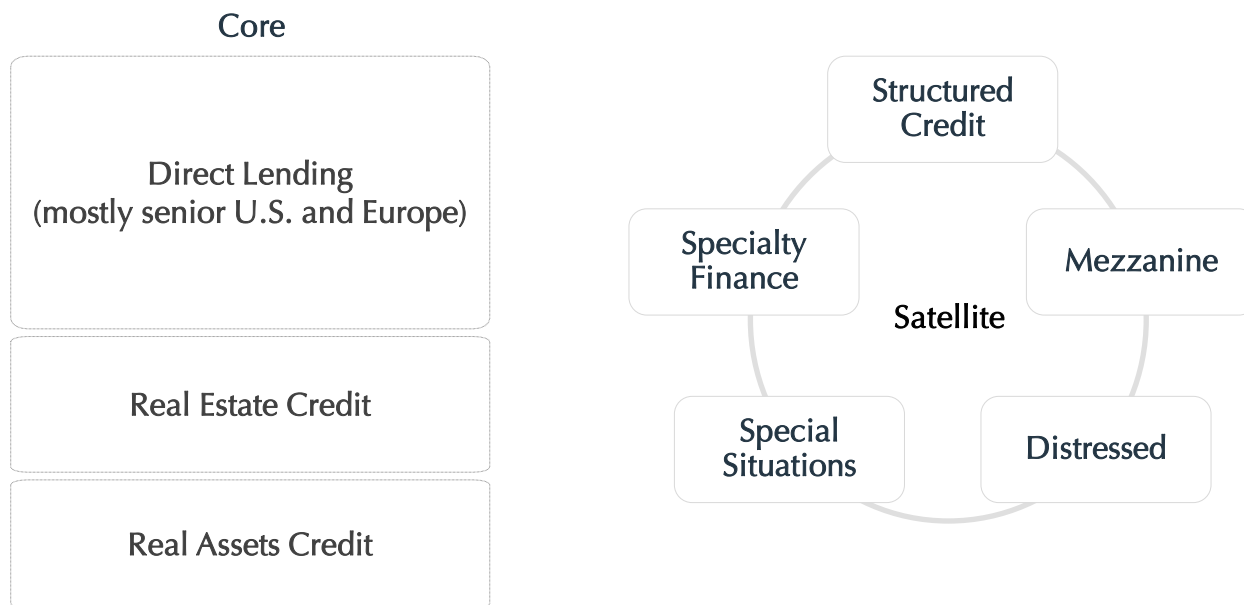 Core
Direct Lending
(mostly senior U.S. and Europe)
Real Estate Credit
Real Assets Credit
Structured
Credit
Specialty
Finance
Mezzanine
Satellite
Special
Situations
Distressed